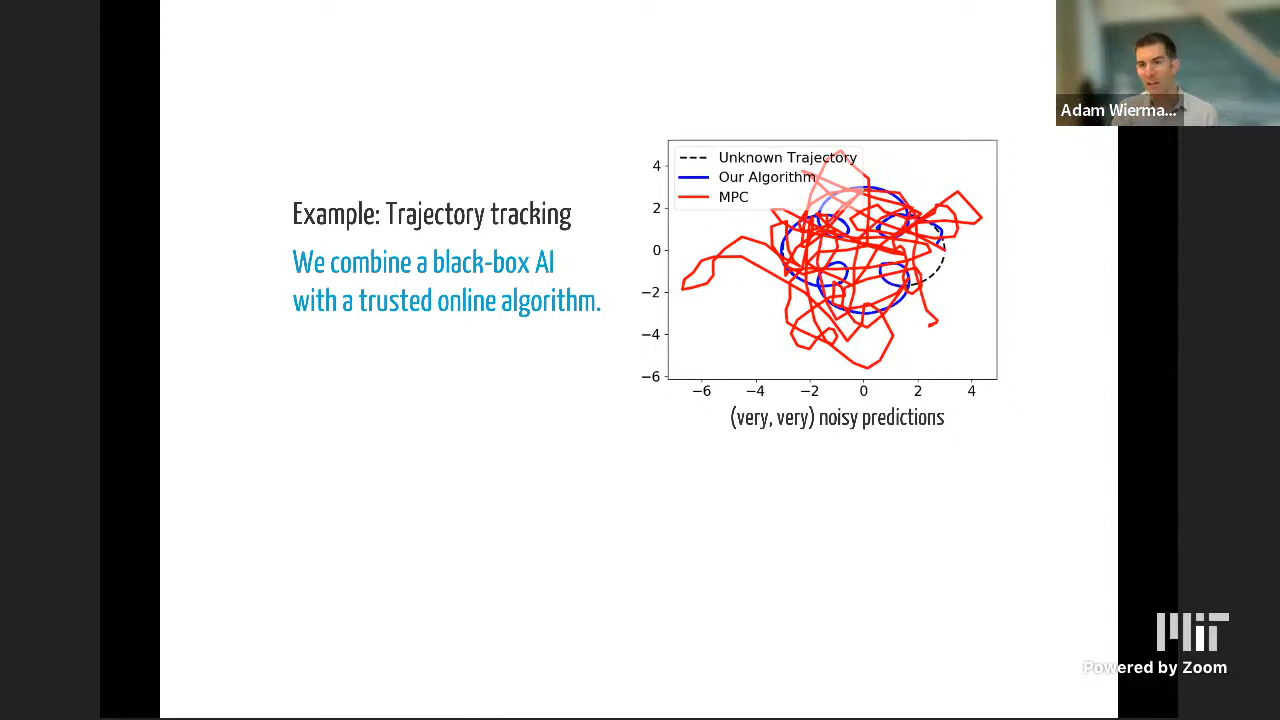 Adam Wierma...
Example: Trajectory tracking
We combine a black-box AI
with a trusted online algorithm.
Unknown Trajectory
Our Algorithm
MPC
4
2
0
−2
−4
−6
−6 −4 −2 0 2 4
(very, very) noisy predictions
MIT
Powered by Zoom